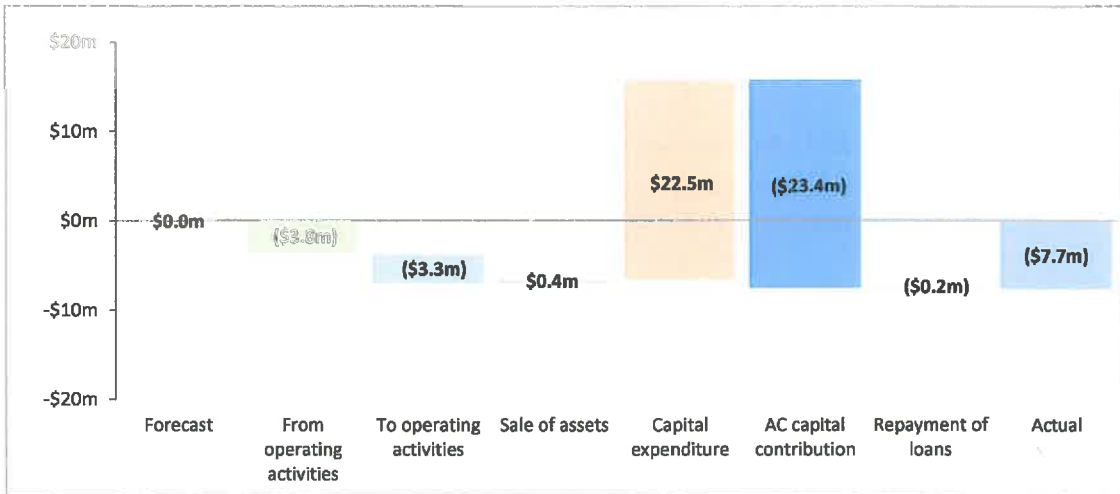 $20m
$10m
$0m
-$10m
-$20m
$0.0m
($3.8m)
($3.3m)
$0.4m
$22.5m
($23.4m)
($0.2m)
($7.7m)
Forecast
From
operating
activities
To operating
activities
Sale of assets
Capital
expenditure
AC capital
contribution
Repayment of
loans
Actual